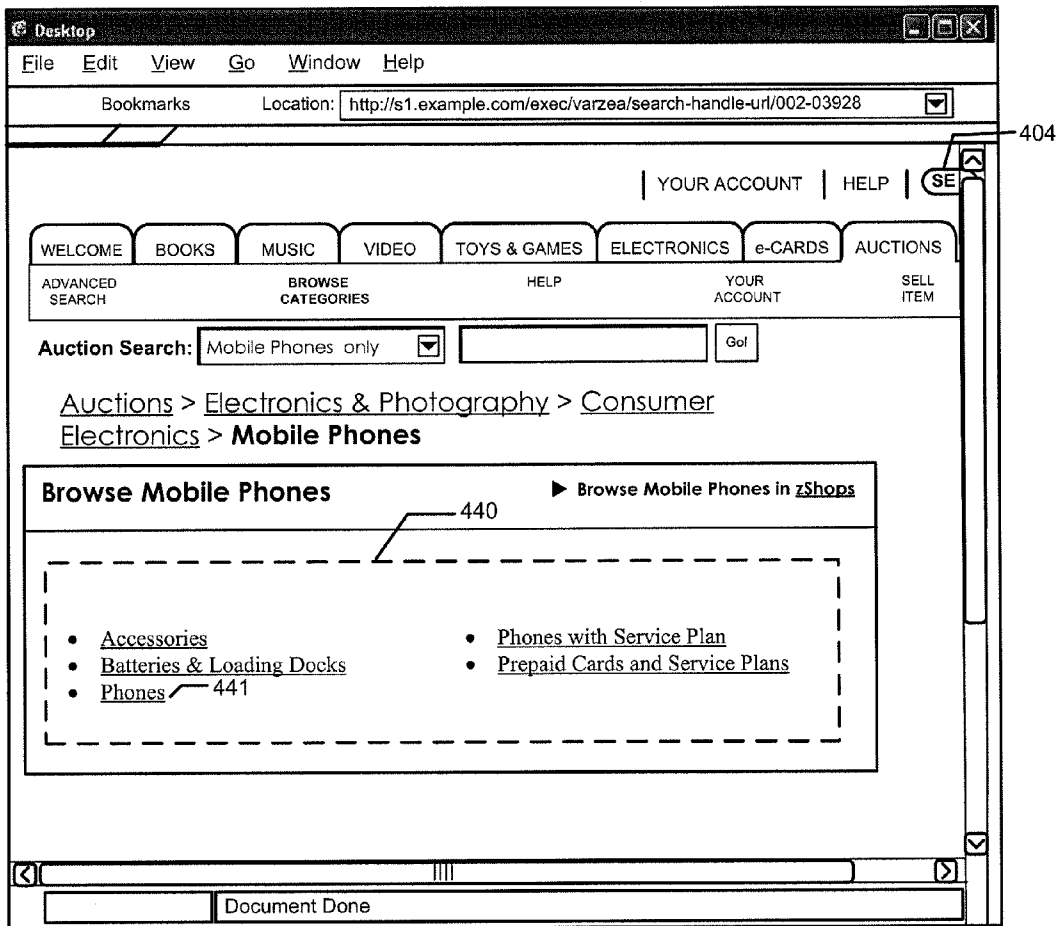 Desktop
File Edit View Go Window Help
Bookmarks Location: http://s1.example.com/exec/varzea/search-handle-url/002-03928
404
YOUR ACCOUNT | HELP | SE
WELCOME BOOKS MUSIC VIDEO TOYS & GAMES ELECTRONICS e-CARDS AUCTIONS
ADVANCED SEARCH BROWSE CATEGORIES HELP YOUR ACCOUNT SELL ITEM
Auction Search: Mobile Phones only Go!
Auctions > Electronics & Photography > Consumer
Electronics > Mobile Phones
Browse Mobile Phones ▶ Browse Mobile Phones in zShops
440
• Accessories • Phones with Service Plan
• Batteries & Loading Docks • Prepaid Cards and Service Plans
• Phones 441
Document Done